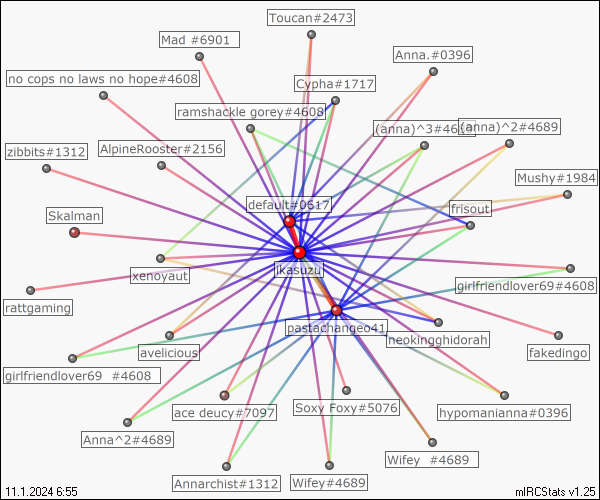 Toucan#2473
Mad #6901
Anna.#0396
no cops no laws no hope#4608
Cypha#1717
ramshackle gorey#4608
(anna)^3#46
(anna)^2#4689
zibbits#1312
AlpineRooster#2156
Mushy#1984
default#0617
frisout
Skalman
xenoyaut
jkasuzu
girlfriendlover69#4608
rattgaming
pastachangeo41
neokingghidorah
avelicious
fakedingo
girlfriendlover69 #4608
ace deucy#7097
Soxy Foxy#5076
hypomanianna#0396
Anna^2#4689
Annarchist#1312
Wifey#4689
Wifey #4689
11.1.2024 6:55
mIRCStats v1.25